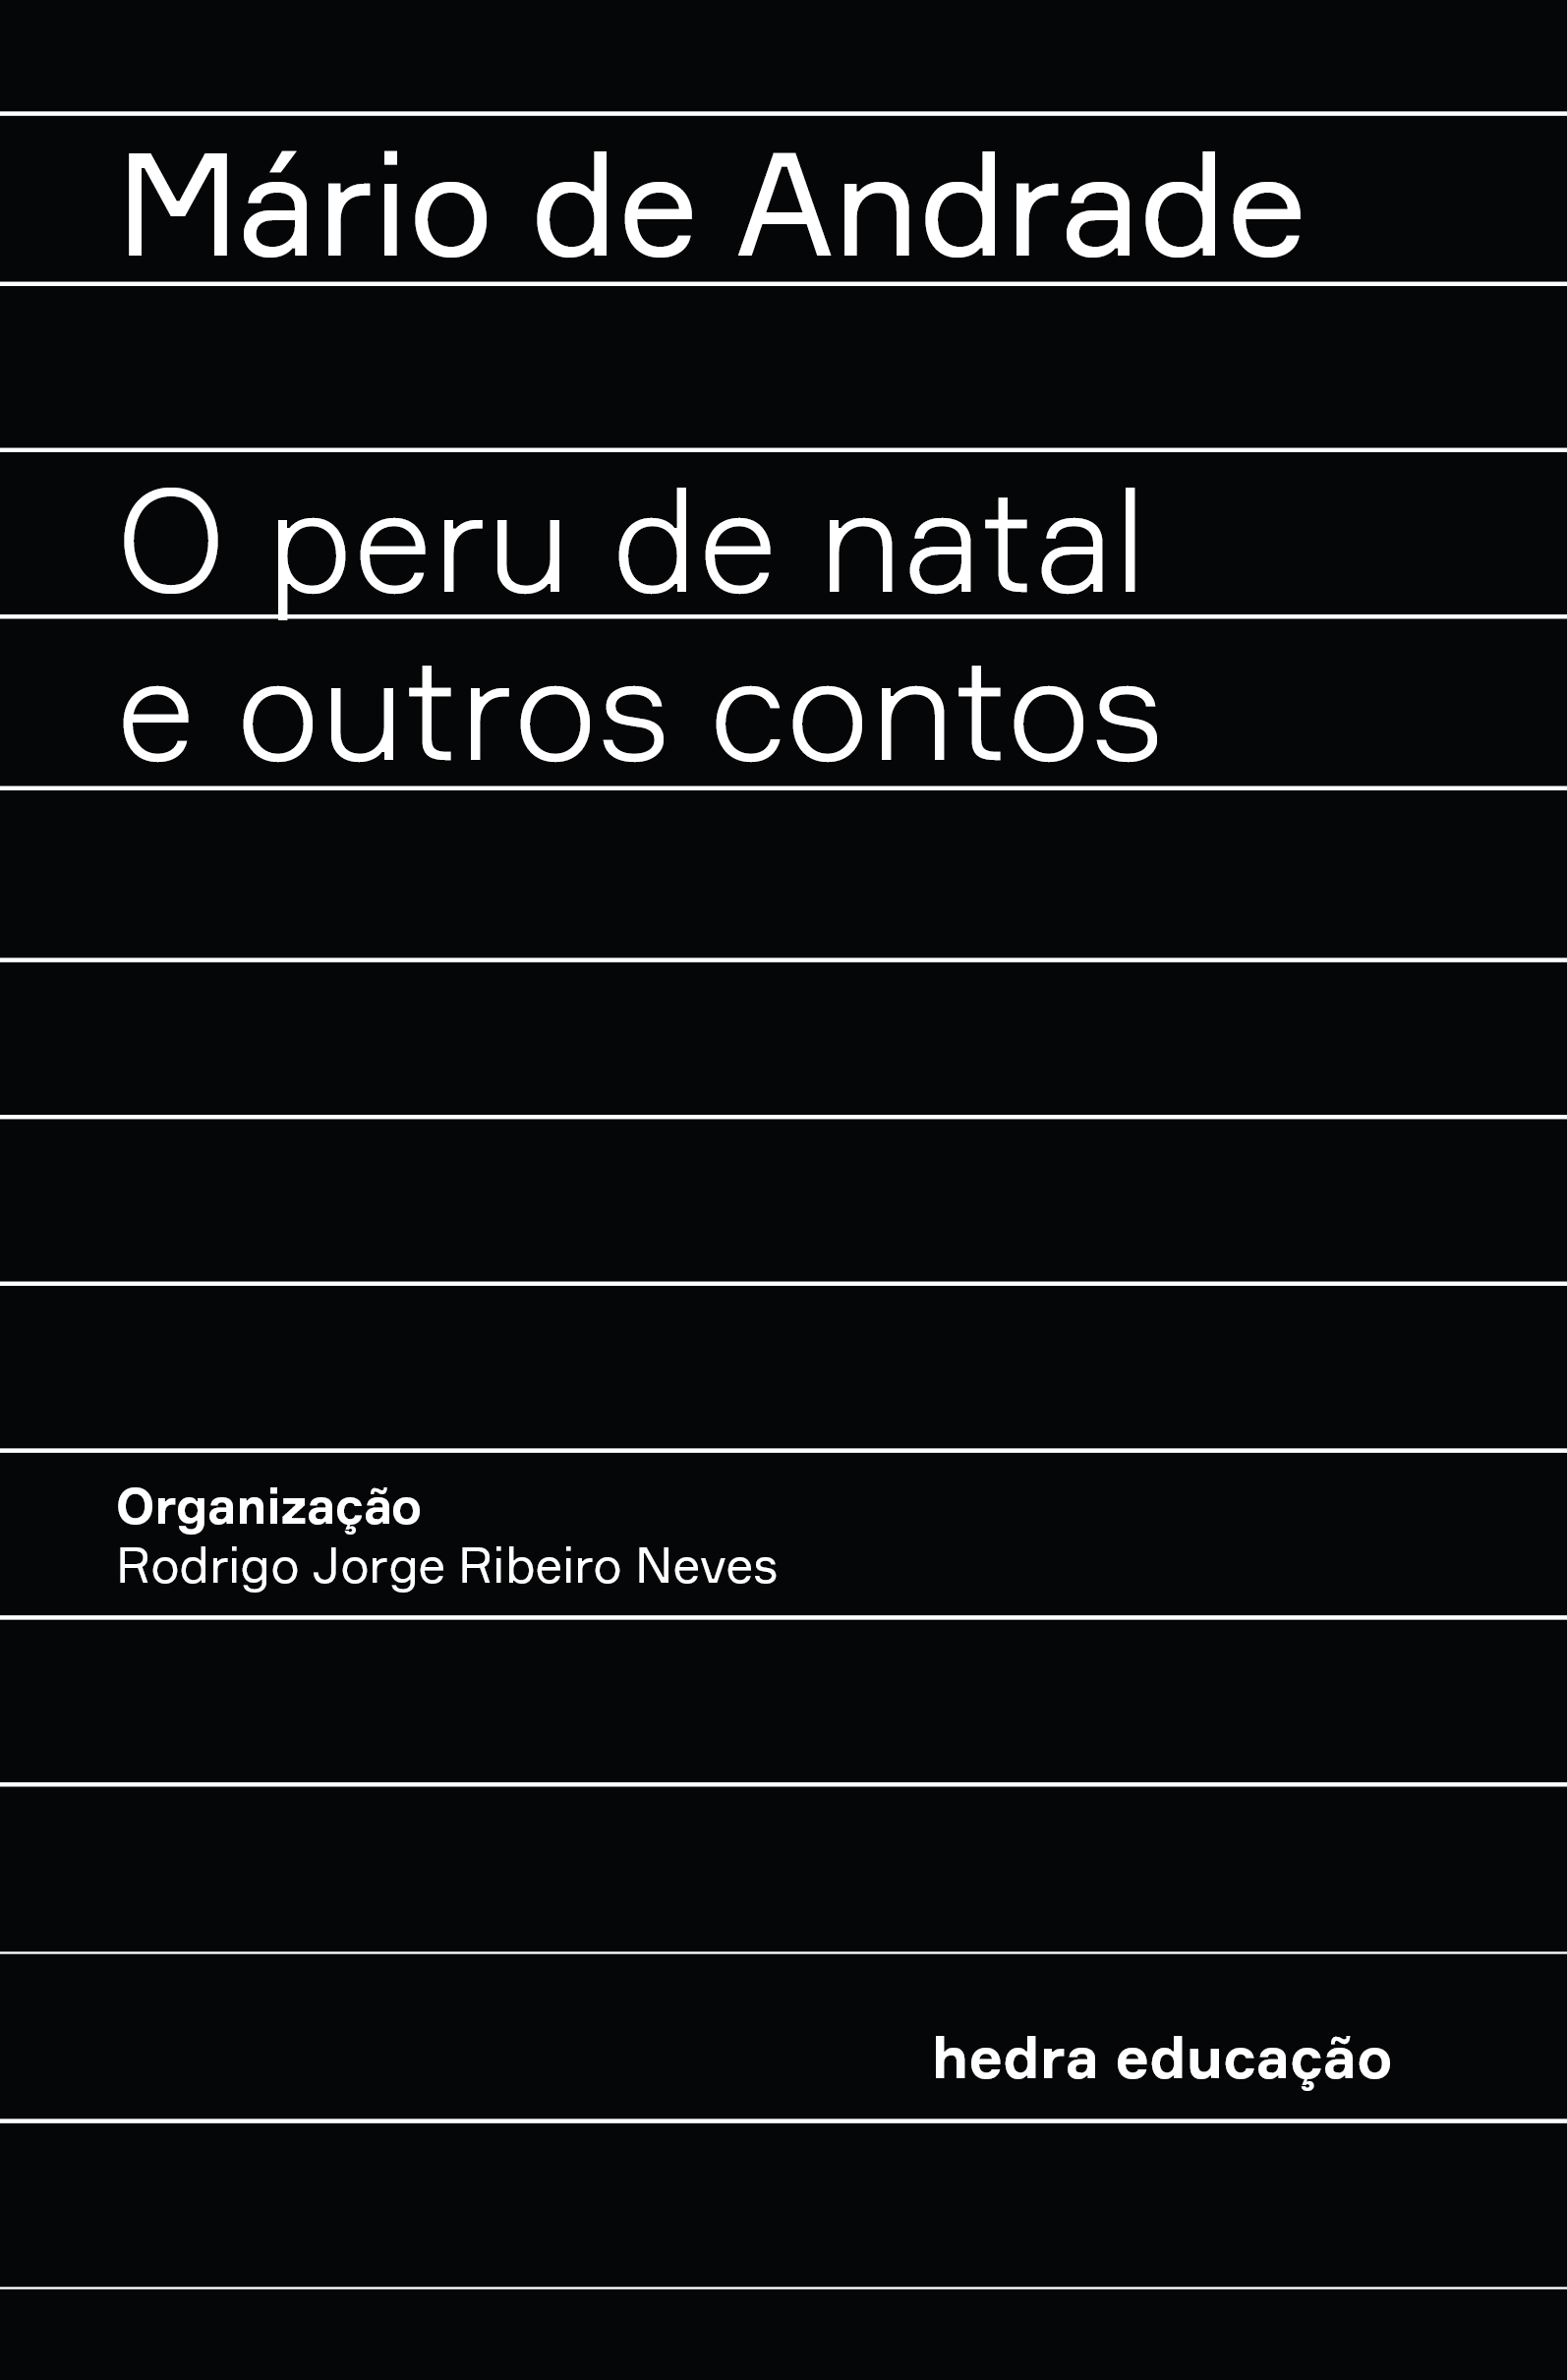 Mário de Andrade
O peru de natal
e outros contos
Organização
Rodrigo Jorge Ribeiro Neves
hedra educação